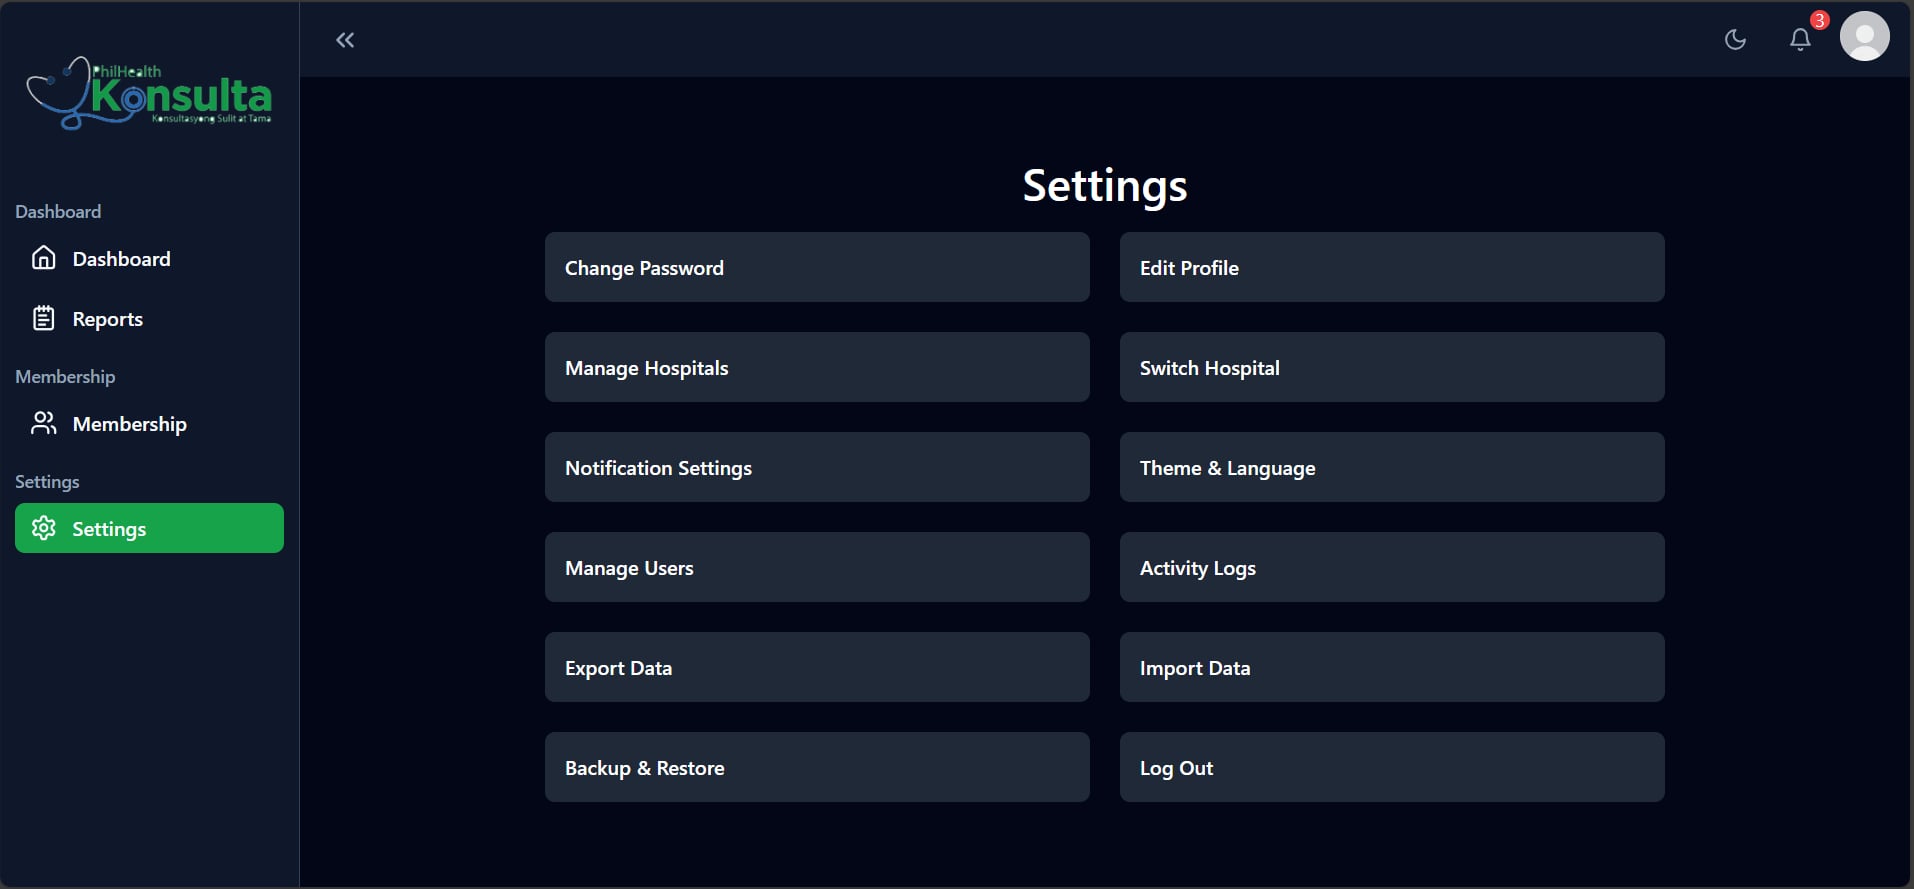 PhilHealth
Konsulta
Konsultasyong Sulit at Tama
Dashboard
Dashboard
Reports
Membership
Membership
Settings
Settings
3
Settings
Change Password
Edit Profile
Manage Hospitals
Switch Hospital
Notification Settings
Theme & Language
Manage Users
Activity Logs
Export Data
Import Data
Backup & Restore
Log Out